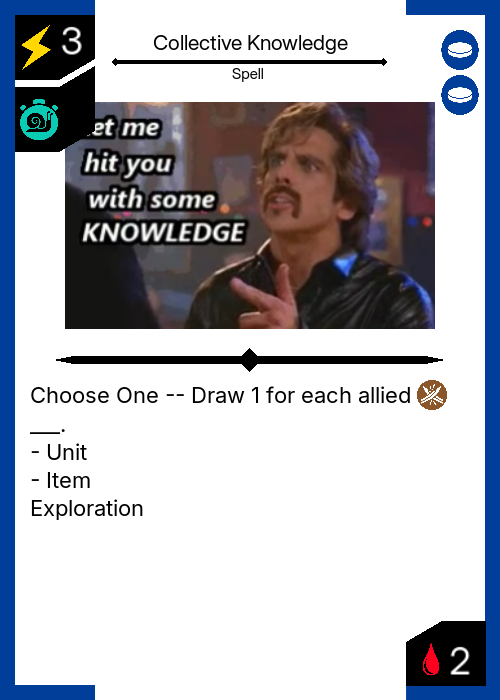 3
Collective Knowledge
Spell
et me
hit you
with some
KNOWLEDGE
Choose One -- Draw 1 for each allied
___.
- Unit
- Item
Exploration
2